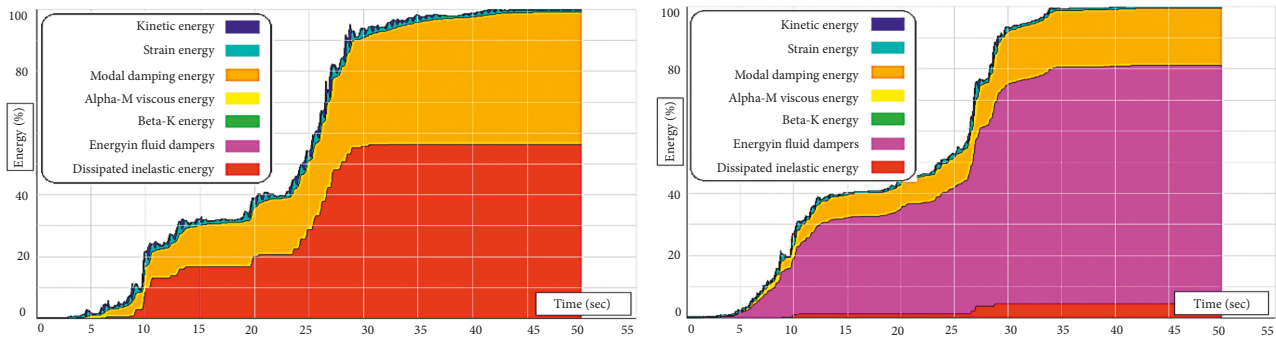 100
80
40
20
0
Energy (%)
Kinetic energy
Strain energy
Modal damping energy
Alpha-M viscous energy
Beta-K energy
Energyin fluid dampers
Dissipated inelastic energy
Time (sec)
0 5 10 15 20 25 30 35 40 45 50 55
100
80
60
40
20
0
Energy (%)
Kinetic energy
Strain energy
Modal damping energy
Alpha-M viscous energy
Beta-K energy
Energyin fluid dampers
Dissipated inelastic energy
Time (sec)
0 5 10 15 20 25 30 35 40 45 50 55